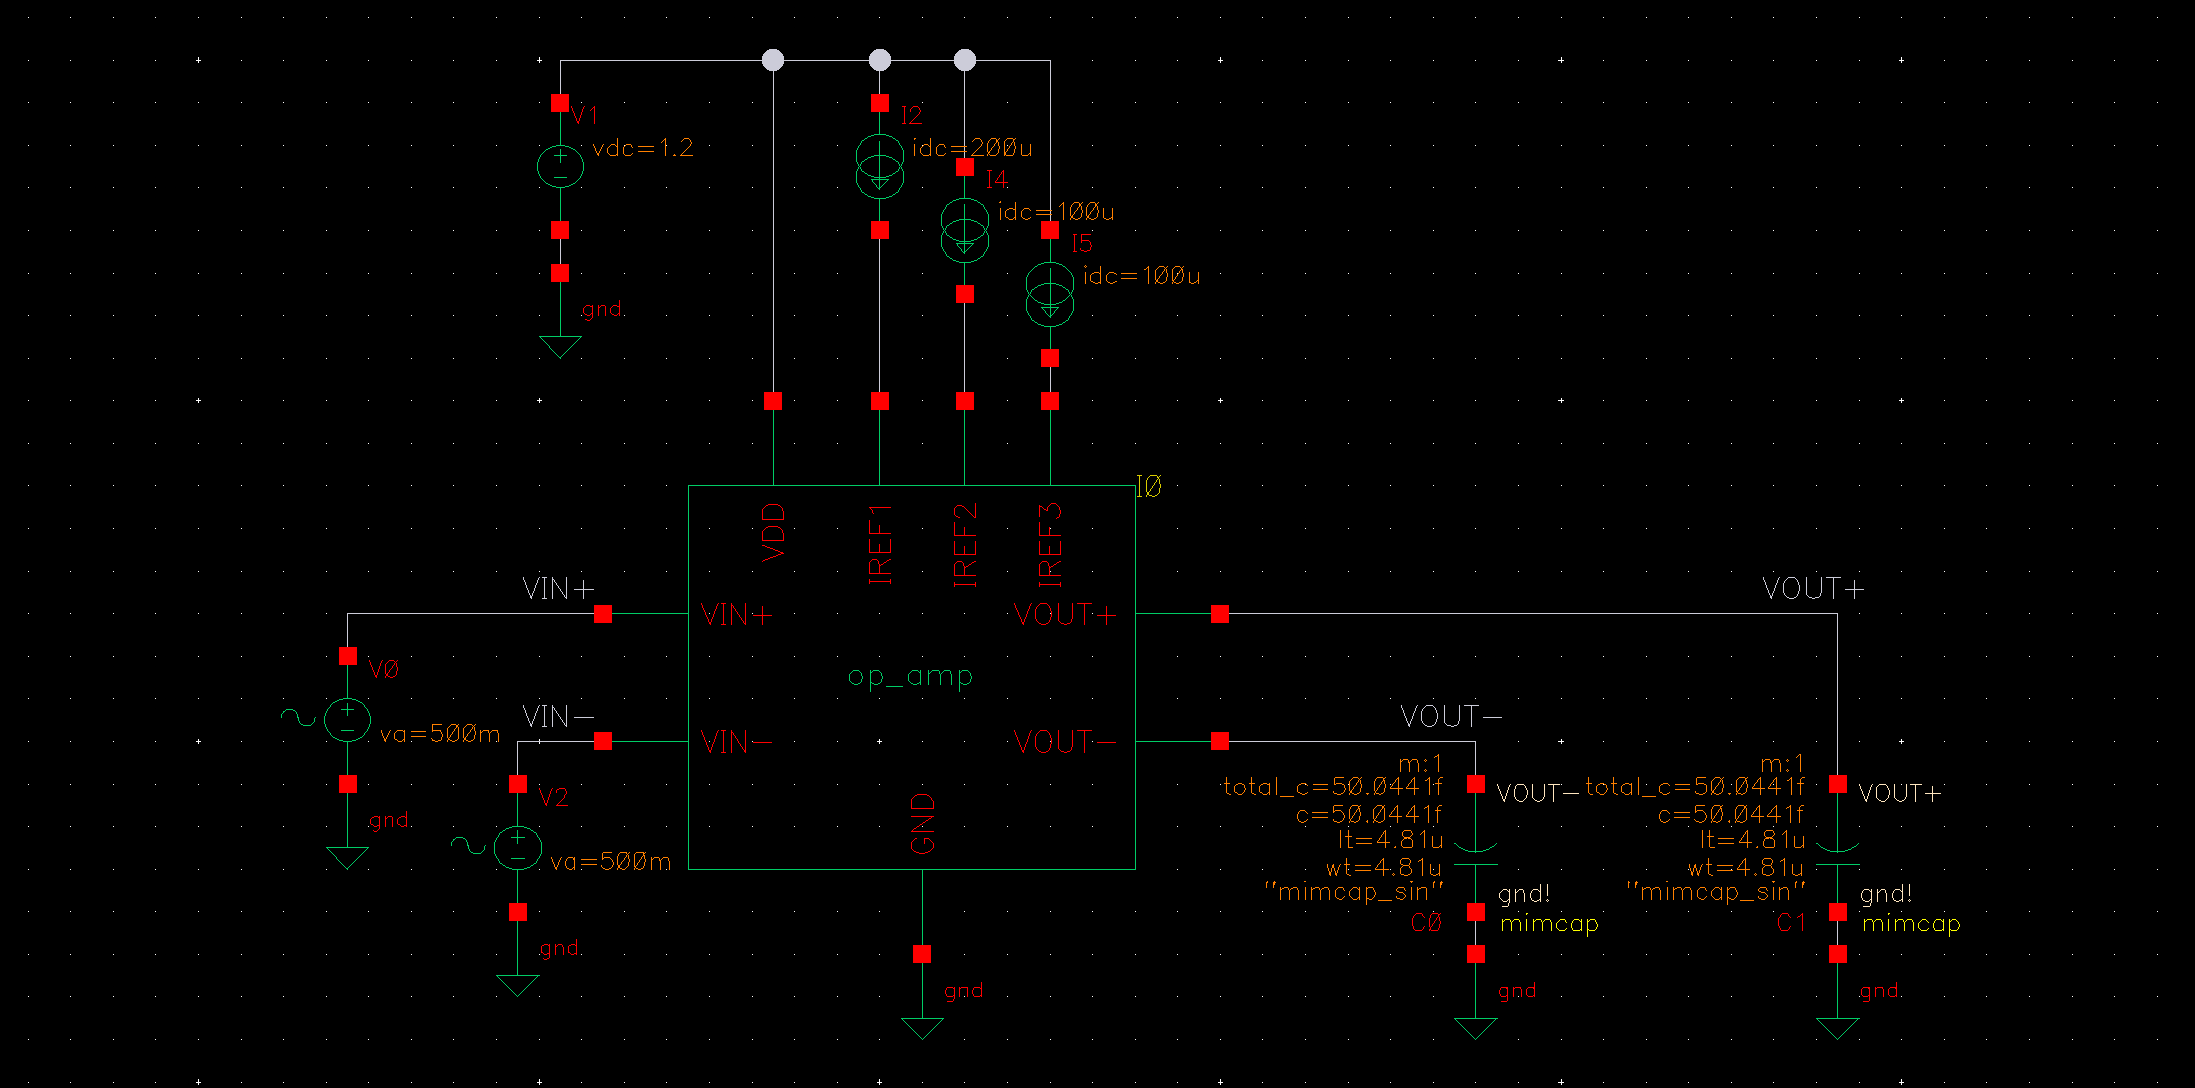 V1
vdc=1.2
gnd
I2
idc=200u
I4
idc=100u
I5
idc=100u
I0
VDD
IREF1
IREF2
IREF3
VIN+
VIN+
VOUT+
VOUT+
V0
va=500m
gnd
op_amp
VIN-
VIN-
VOUT-
VOUT-
V2
va=500m
gnd
GND
gnd
m:1
total_c=50.0441f
VOUT-
c=50.0441f
lt=4.81u
wt=4.81u
"mimcap_sin"
gnd!
C0
mimcap
gnd
m:1
total_c=50.0441f
VOUT+
c=50.0441f
lt=4.81u
wt=4.81u
"mimcap_sin"
gnd!
C1
mimcap
gnd